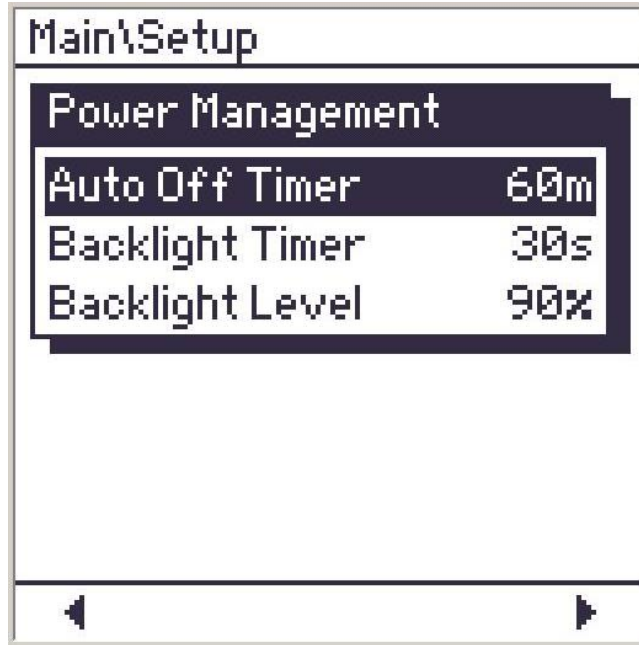 Main\Setup
Power Management
Auto Off Timer 60m
Backlight Timer 30s
Backlight Level 90%